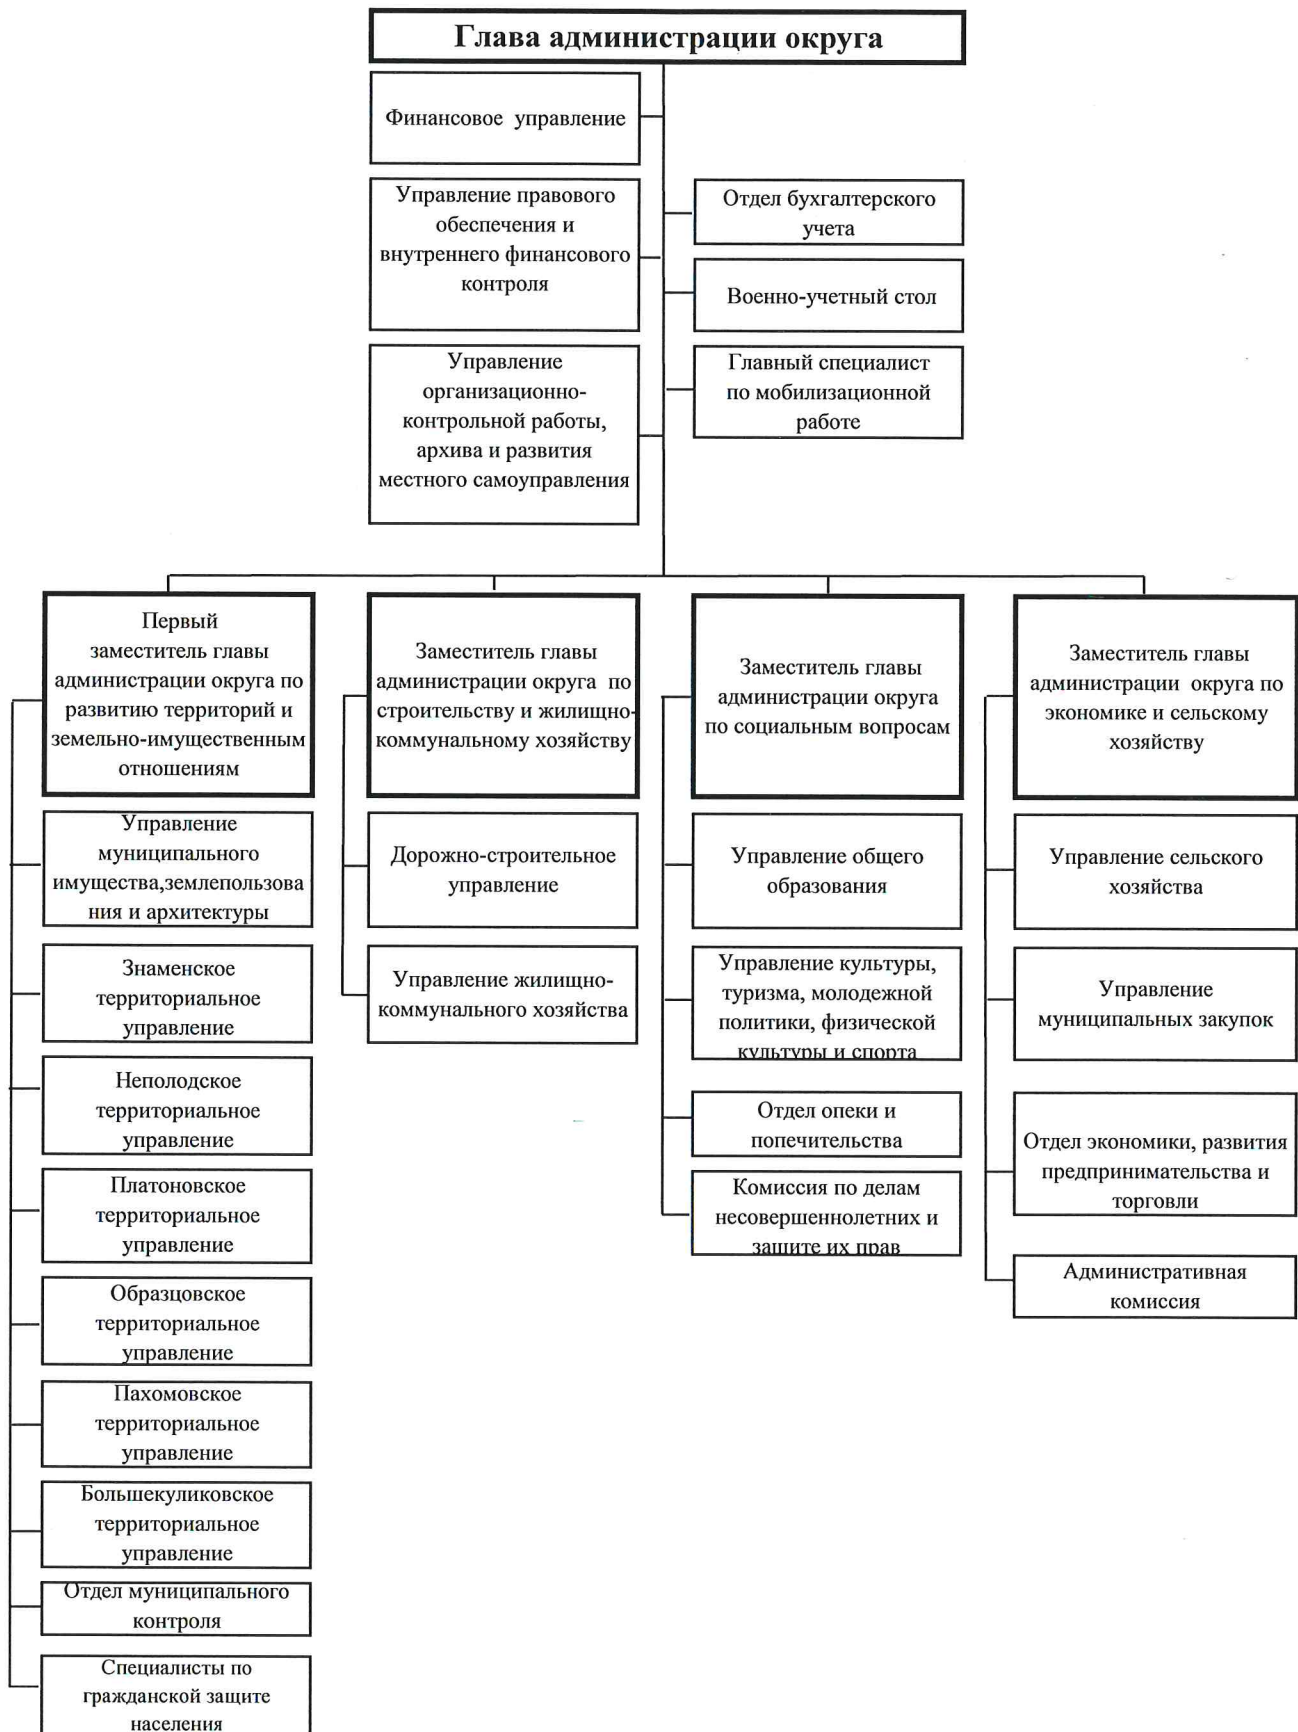 Глава администрации округа
Финансовое управление
Управление правового
обеспечения и
внутреннего финансового
контроля
Управление
организационно-
контрольной работы,
архива и развития
местного самоуправления
Отдел бухгалтерского
учета
Военно-учетный стол
Главный специалист
по мобилизационной
работе
Первый
заместитель главы
администрации округа по
развитию территорий и
земельно-имущественным
отношениям
Управление
муниципального
имущества,землепользова
ния и архитектуры
Знаменское
территориальное
управление
Неполодское
территориальное
управление
Платоновское
территориальное
управление
Образцовское
территориальное
управление
Пахомовское
территориальное
управление
Большекуликовское
территориальное
управление
Отдел муниципального
контроля
Специалисты по
гражданской защите
населения
Заместитель главы
администрации округа по
строительству и жилищно-
коммунальному хозяйству
Дорожно-строительное
управление
Управление жилищно-
коммунального хозяйства
Заместитель главы
администрации округа
по социальным вопросам
Управление общего
образования
Управление культуры,
туризма, молодежной
политики, физической
культуры и спорта
Отдел опеки и
попечительства
Комиссия по делам
несовершеннолетних и
защите их прав
Заместитель главы
администрации округа по
экономике и сельскому
хозяйству
Управление сельского
хозяйства
Управление
муниципальных закупок
Отдел экономики, развития
предпринимательства и
торговли
Административная
комиссия